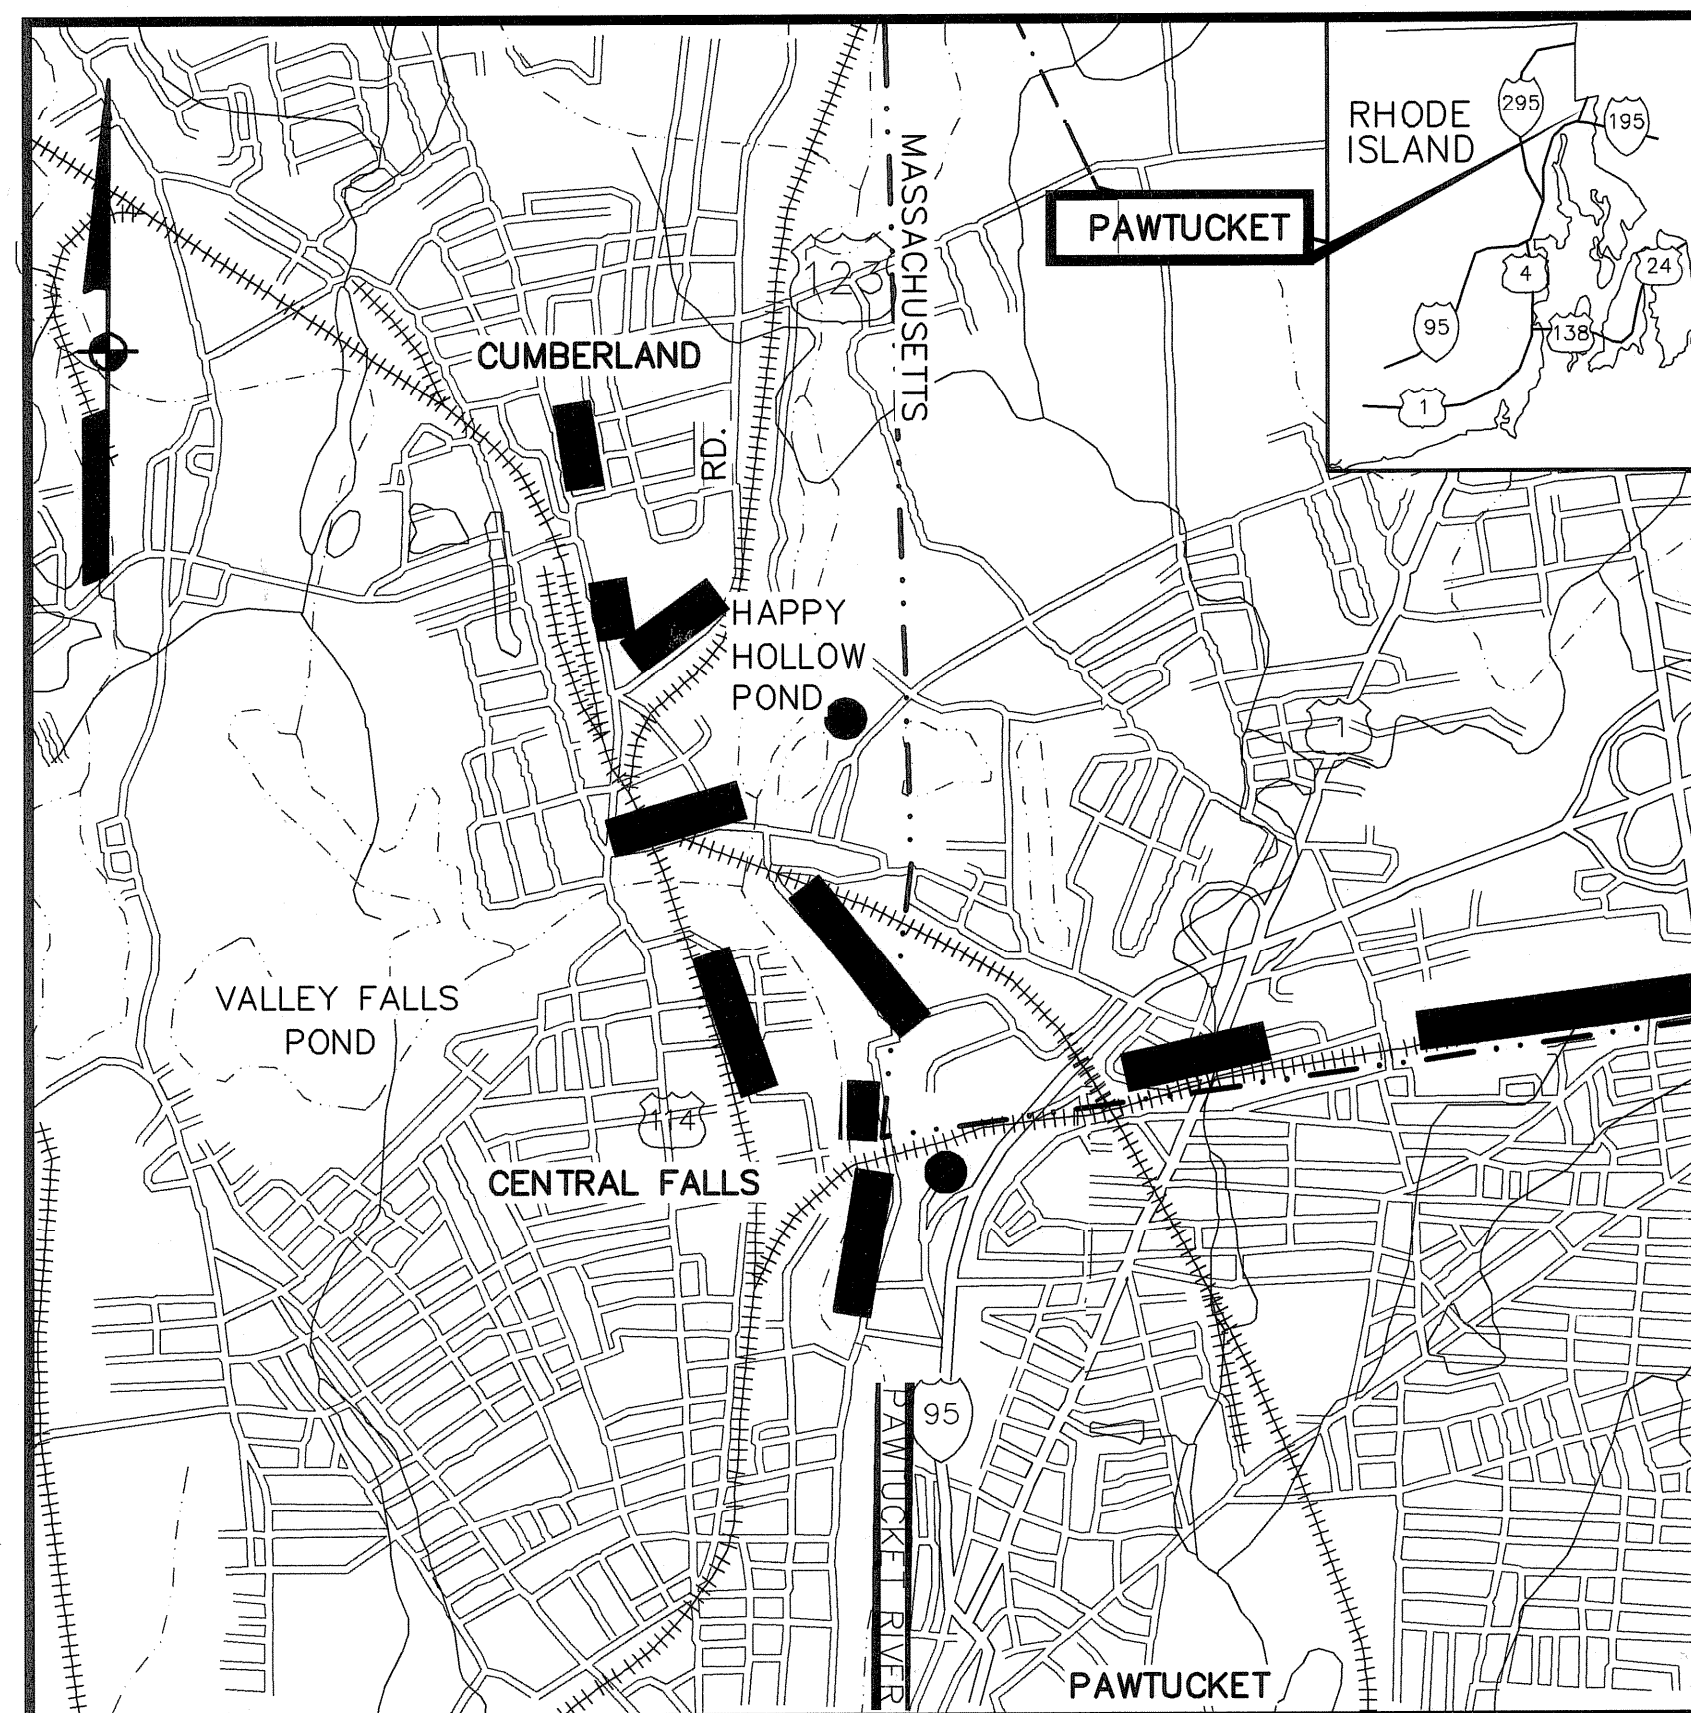 RHODE
ISLAND
295
195
MASSACHUSETTS
PAWTUCKET
123
4
24
95
138
1
CUMBERLAND
RD.
HAPPY
HOLLOW
POND
1
VALLEY FALLS
POND
114
CENTRAL FALLS
95
PAWTUCKET RIVER
PAWTUCKET